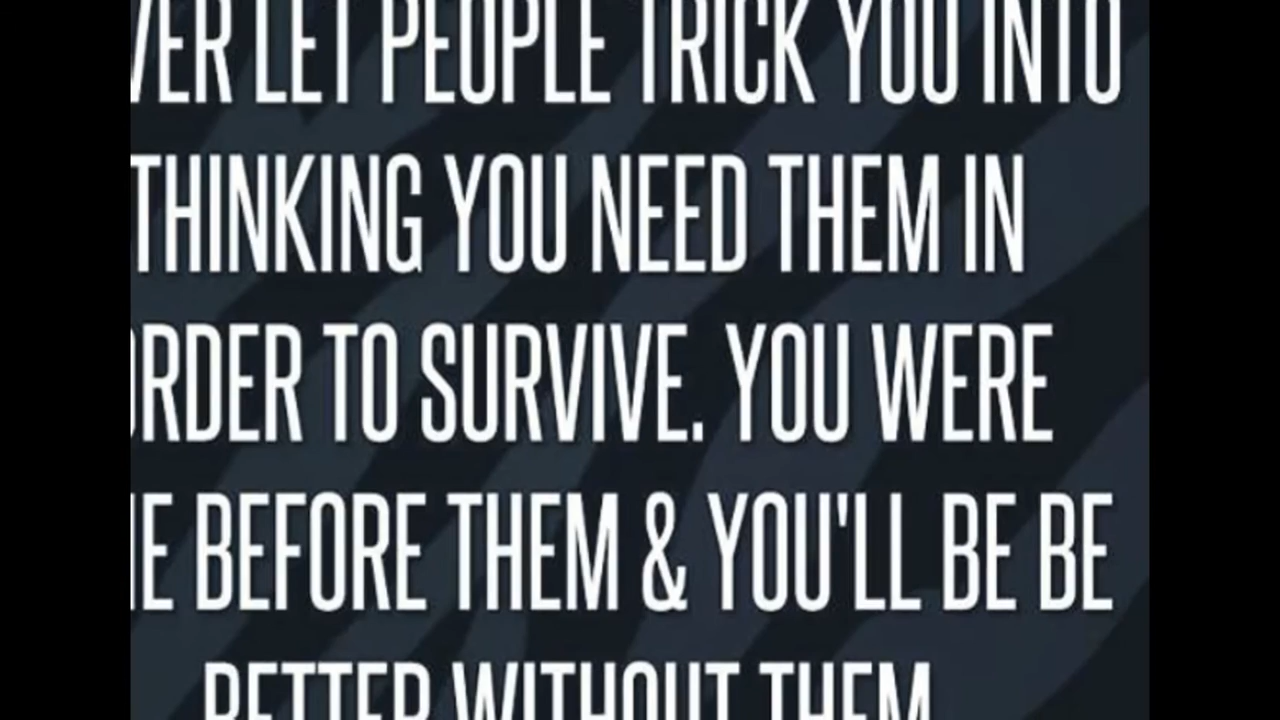 VER LET PEOPLE TRICK YOU INTO
THINKING YOU NEED THEM IN
ORDER TO SURVIVE. YOU WERE
BEFORE THEM & YOU'LL BE BE
BETTER WITHOUT THEM